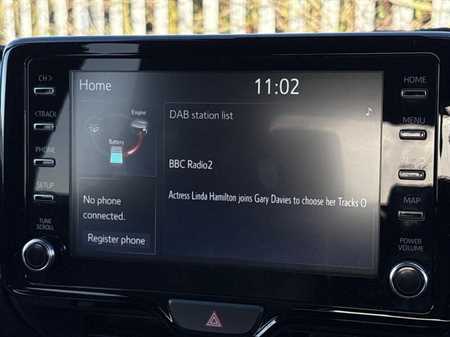 CH >
< TRACK
PHONE
SETUP
TUNE
SCROLL
Home
11:02
Engine
Battery
No phone
connected.
Register phone
DAB station list
♪
BBC Radio2
Actress Linda Hamilton joins Gary Davies to choose her Tracks O
HOME
MENU
MAP
POWER
VOLUME